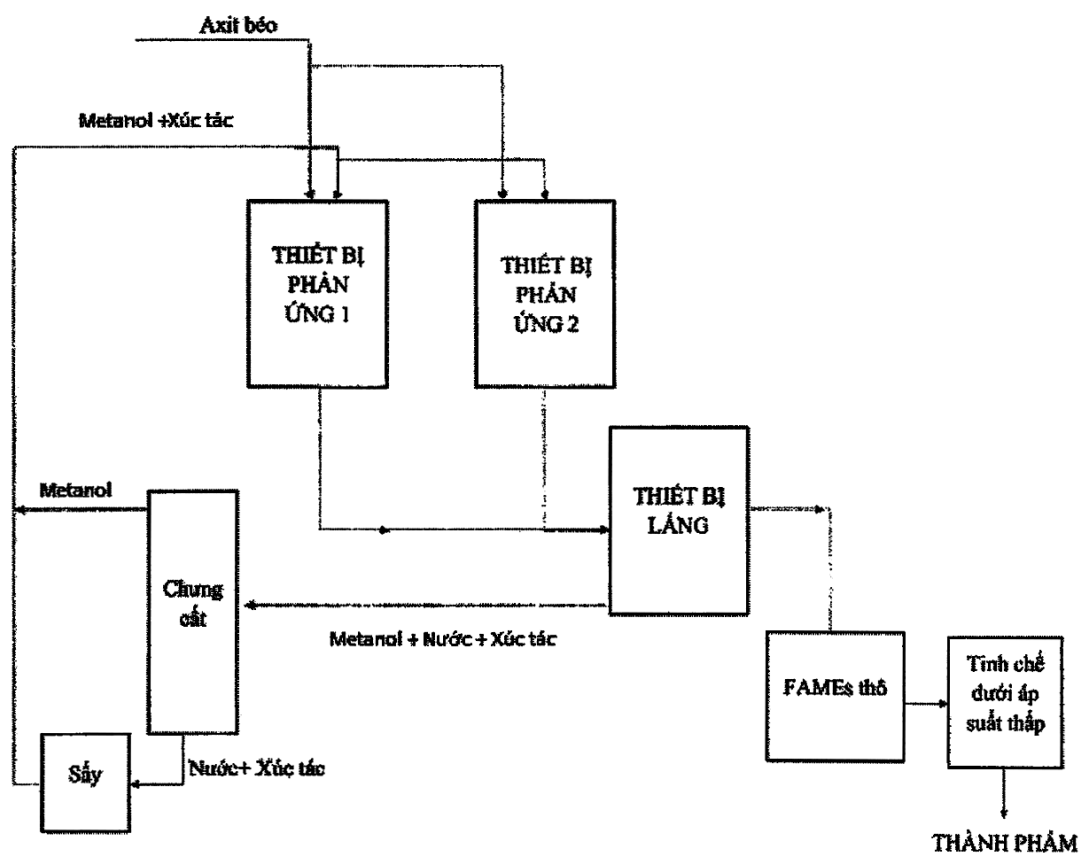 Axit béo
Metanol +Xúc tác
THIẾT BỊ
PHẢN
ỨNG 1
THIẾT BỊ
PHẢN
ỨNG 2
THIẾT BỊ
LẮNG
Metanol
Chưng
cất
Metanol + Nước + Xúc tác
FAMEs thô
Tinh chế
dưới áp
suất thấp
Sấy
Nước+ Xúc tác
THÀNH PHẨM